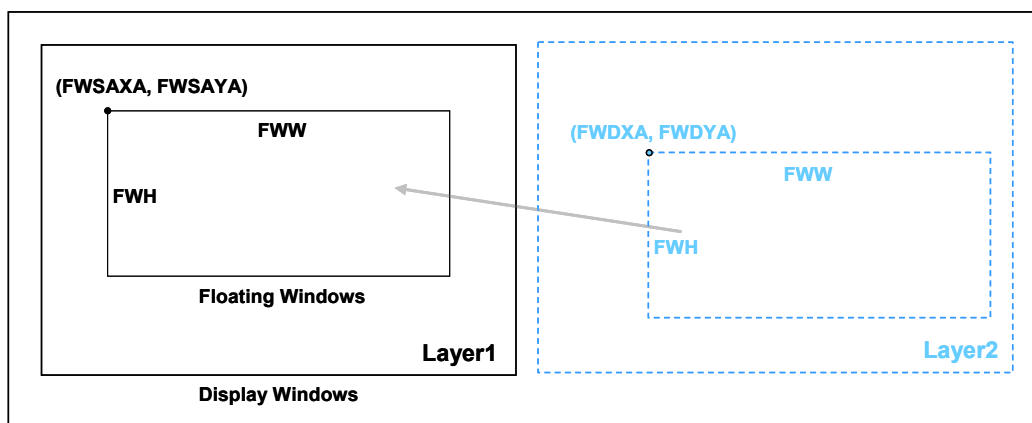 (FWSAXA, FWSAYA)
FWW
FWH
Floating Windows
Layer1
Display Windows
(FWDXA, FWDYA)
FWW
FWH
Layer2